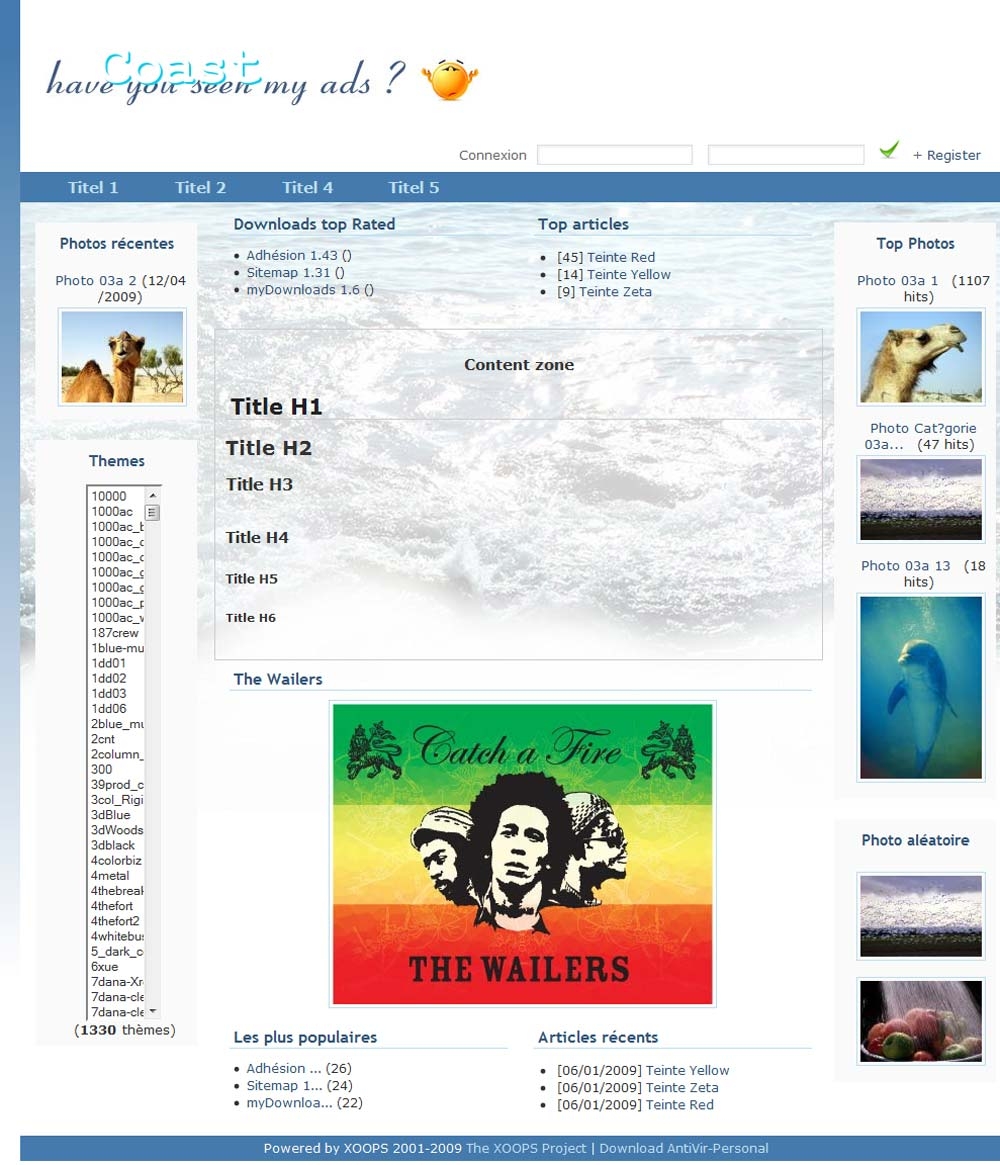 Coast
have you seen my ads ?
Connexion
+ Register
Titel 1
Titel 2
Titel 4
Titel 5
Photos récentes
Photo 03a 2 (12/04
/2009)
Themes
10000
1000ac
1000ac_b
1000ac_c
1000ac_c
1000ac_g
1000ac_g
1000ac_p
1000ac_v
187crew
1blue-mu
1dd01
1dd02
1dd03
1dd06
2blue_mu
2cnt
2column_
300
39prod_c
3col_Rigi
3dBlue
3dWoods
3dblack
4colorbiz
4metal
4thebreak
4thefort
4thefort2
4whitebus
5_dark_c
6xue
7dana-Xr
7dana-cle
7dana-cle
(1330 thèmes)
Downloads top Rated
Adhésion 1.43 ()
Sitemap 1.31 ()
myDownloads 1.6 ()
Top articles
[45] Teinte Red
[14] Teinte Yellow
[9] Teinte Zeta
Content zone
Title H1
Title H2
Title H3
Title H4
Title H5
Title H6
The Wailers
Catch a Fire
THE WAILERS
Les plus populaires
Adhésion ... (26)
Sitemap 1... (24)
myDownloa... (22)
Articles récents
[06/01/2009] Teinte Yellow
[06/01/2009] Teinte Zeta
[06/01/2009] Teinte Red
Top Photos
Photo 03a 1 (1107
hits)
Photo Cat?gorie
03a... (47 hits)
Photo 03a 13 (18
hits)
Photo aléatoire
Powered by XOOPS 2001-2009 The XOOPS Project | Download AntiVir-Personal